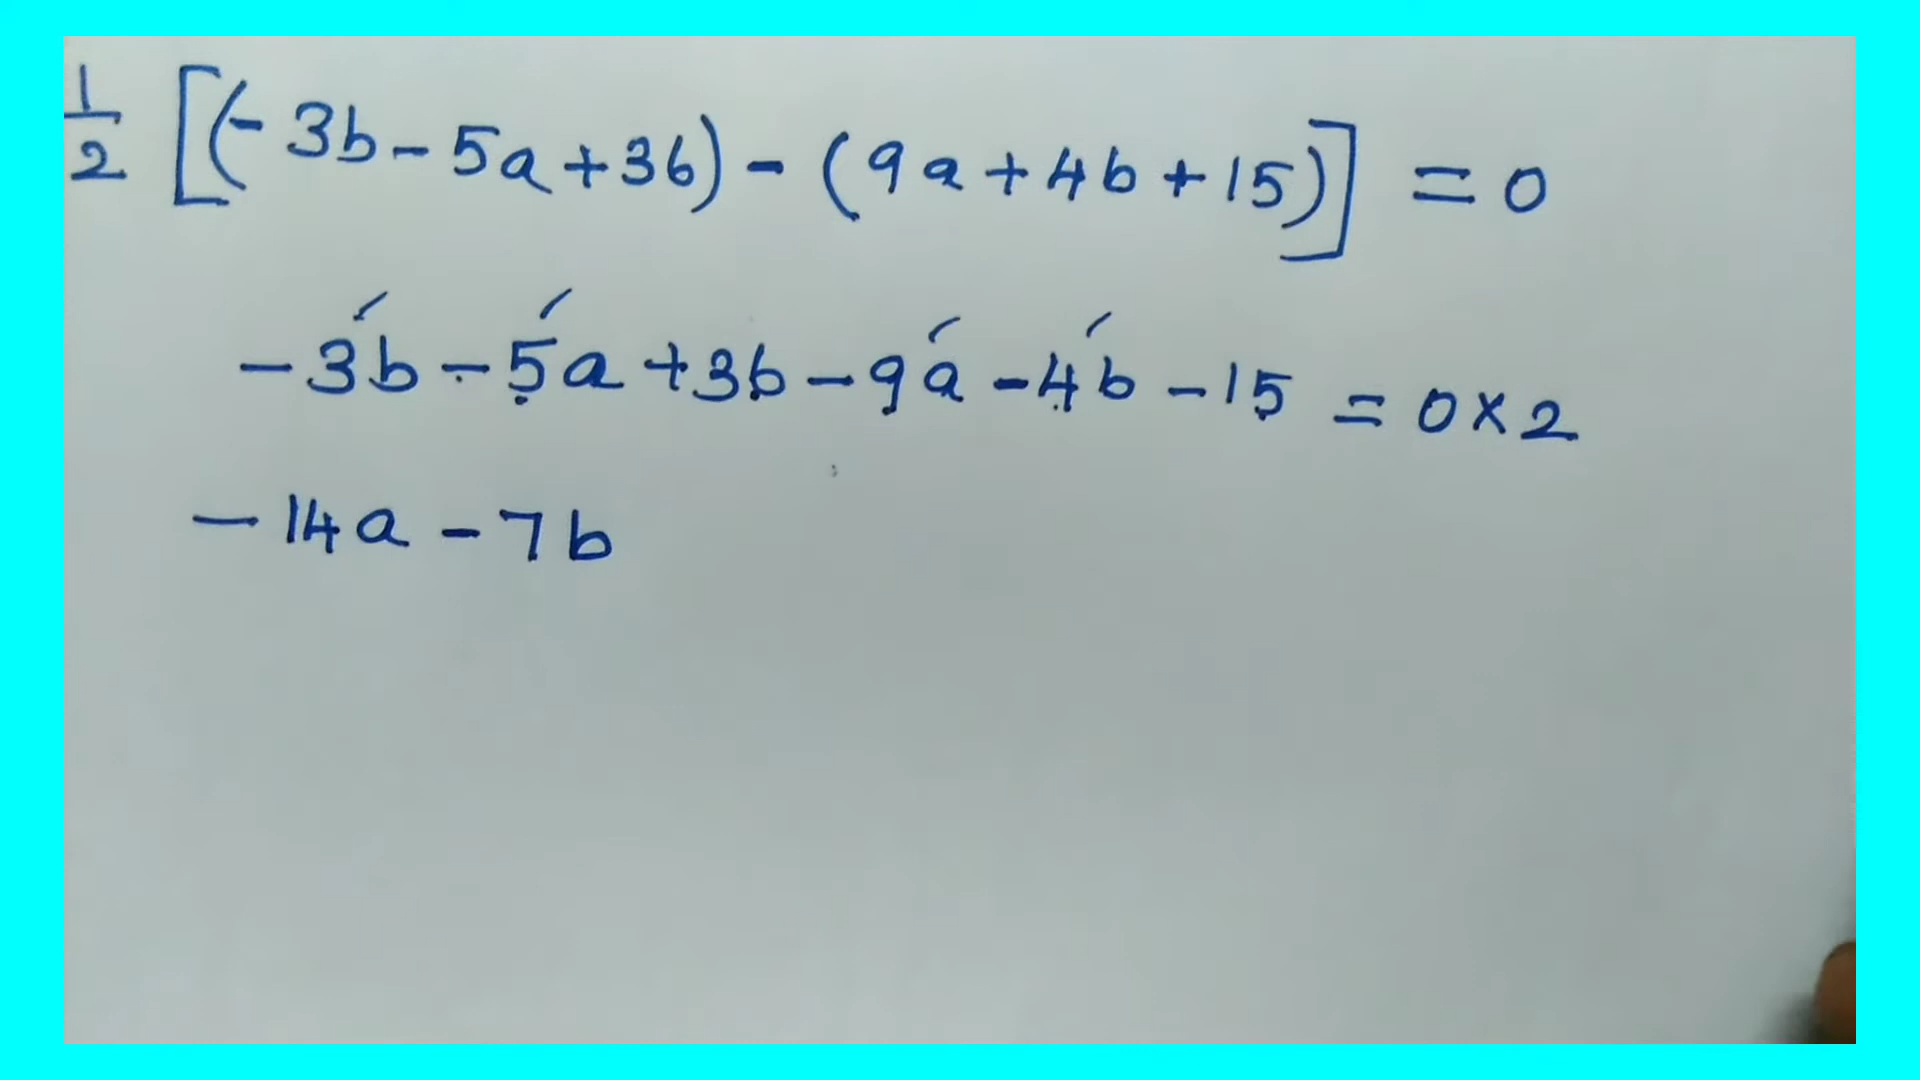 1/2 [(-3b-5a+36)-(9a+4b+15)] = 0
-3b-5a+36-9a-4b-15 = 0×2
-14a-7b